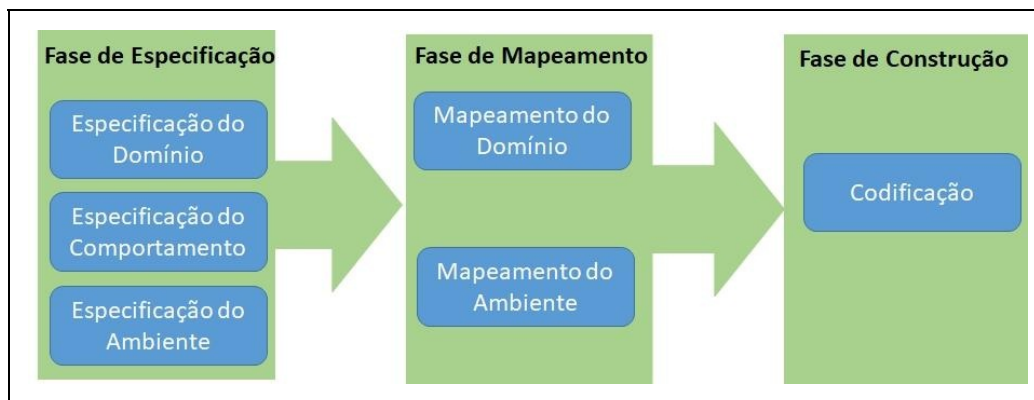 Fase de Especificação
Especificação do
Domínio
Especificação do
Comportamento
Especificação do
Ambiente
Fase de Mapeamento
Mapeamento do
Domínio
Mapeamento do
Ambiente
Fase de Construção
Codificação